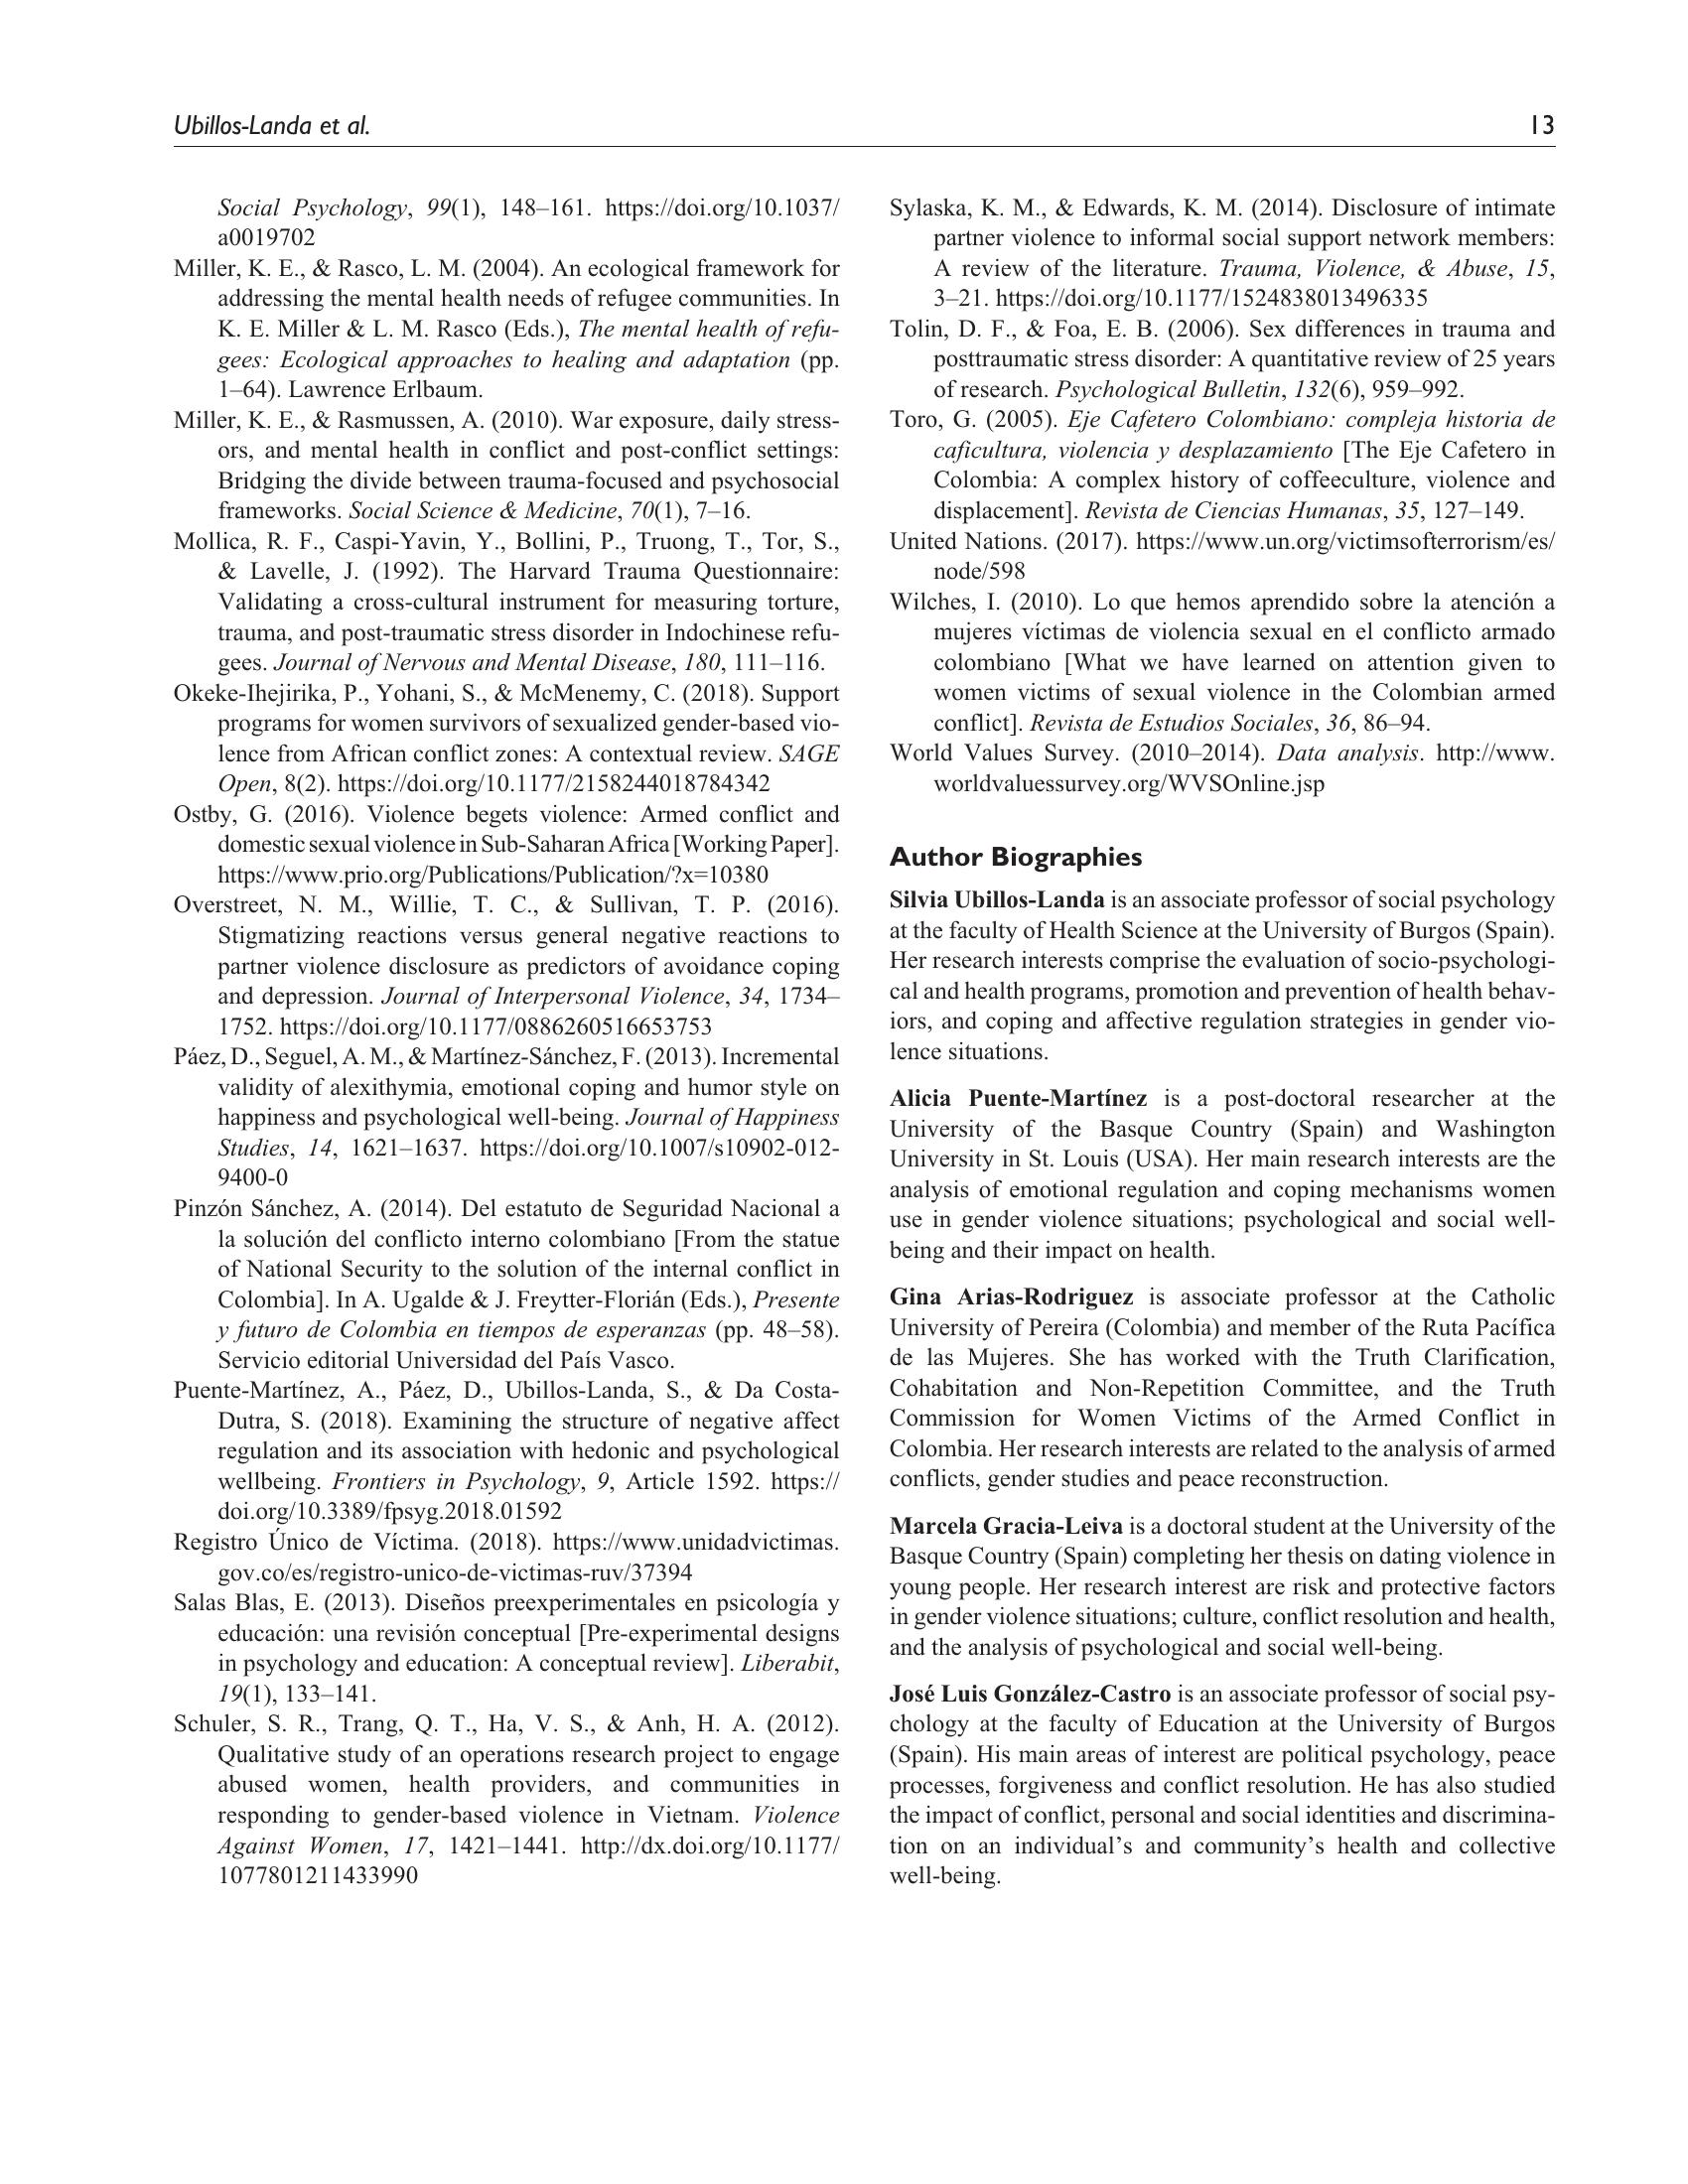 Ubillos-Landa et al. 13
Social Psychology, 99(1), 148–161. https://doi.org/10.1037/
a0019702
Miller, K. E., & Rasco, L. M. (2004). An ecological framework for
addressing the mental health needs of refugee communities. In
K. E. Miller & L. M. Rasco (Eds.), The mental health of refu-
gees: Ecological approaches to healing and adaptation (pp.
1–64). Lawrence Erlbaum.
Miller, K. E., & Rasmussen, A. (2010). War exposure, daily stress-
ors, and mental health in conflict and post-conflict settings:
Bridging the divide between trauma-focused and psychosocial
frameworks. Social Science & Medicine, 70(1), 7–16.
Mollica, R. F., Caspi-Yavin, Y., Bollini, P., Truong, T., Tor, S.,
& Lavelle, J. (1992). The Harvard Trauma Questionnaire:
Validating a cross-cultural instrument for measuring torture,
trauma, and post-traumatic stress disorder in Indochinese refu-
gees. Journal of Nervous and Mental Disease, 180, 111–116.
Okeke-Ihejirika, P., Yohani, S., & McMenemy, C. (2018). Support
programs for women survivors of sexualized gender-based vio-
lence from African conflict zones: A contextual review. SAGE
Open, 8(2). https://doi.org/10.1177/2158244018784342
Ostby, G. (2016). Violence begets violence: Armed conflict and
domestic sexual violence in Sub-Saharan Africa [Working Paper].
https://www.prio.org/Publications/Publication/?x=10380
Overstreet, N. M., Willie, T. C., & Sullivan, T. P. (2016).
Stigmatizing reactions versus general negative reactions to
partner violence disclosure as predictors of avoidance coping
and depression. Journal of Interpersonal Violence, 34, 1734–
1752. https://doi.org/10.1177/0886260516653753
Páez, D., Seguel, A. M., & Martínez-Sánchez, F. (2013). Incremental
validity of alexithymia, emotional coping and humor style on
happiness and psychological well-being. Journal of Happiness
Studies, 14, 1621–1637. https://doi.org/10.1007/s10902-012-
9400-0
Pinzón Sánchez, A. (2014). Del estatuto de Seguridad Nacional a
la solución del conflicto interno colombiano [From the statue
of National Security to the solution of the internal conflict in
Colombia]. In A. Ugalde & J. Freytter-Florián (Eds.), Presente
y futuro de Colombia en tiempos de esperanzas (pp. 48–58).
Servicio editorial Universidad del País Vasco.
Puente-Martínez, A., Páez, D., Ubillos-Landa, S., & Da Costa-
Dutra, S. (2018). Examining the structure of negative affect
regulation and its association with hedonic and psychological
wellbeing. Frontiers in Psychology, 9, Article 1592. https://
doi.org/10.3389/fpsyg.2018.01592
Registro Único de Víctima. (2018). https://www.unidadvictimas.
gov.co/es/registro-unico-de-victimas-ruv/37394
Salas Blas, E. (2013). Diseños preexperimentales en psicología y
educación: una revisión conceptual [Pre-experimental designs
in psychology and education: A conceptual review]. Liberabit,
19(1), 133–141.
Schuler, S. R., Trang, Q. T., Ha, V. S., & Anh, H. A. (2012).
Qualitative study of an operations research project to engage
abused women, health providers, and communities in
responding to gender-based violence in Vietnam. Violence
Against Women, 17, 1421–1441. http://dx.doi.org/10.1177/
1077801211433990
Sylaska, K. M., & Edwards, K. M. (2014). Disclosure of intimate
partner violence to informal social support network members:
A review of the literature. Trauma, Violence, & Abuse, 15,
3–21. https://doi.org/10.1177/1524838013496335
Tolin, D. F., & Foa, E. B. (2006). Sex differences in trauma and
posttraumatic stress disorder: A quantitative review of 25 years
of research. Psychological Bulletin, 132(6), 959–992.
Toro, G. (2005). Eje Cafetero Colombiano: compleja historia de
caficultura, violencia y desplazamiento [The Eje Cafetero in
Colombia: A complex history of coffeeculture, violence and
displacement]. Revista de Ciencias Humanas, 35, 127–149.
United Nations. (2017). https://www.un.org/victimsofterrorism/es/
node/598
Wilches, I. (2010). Lo que hemos aprendido sobre la atención a
mujeres víctimas de violencia sexual en el conflicto armado
colombiano [What we have learned on attention given to
women victims of sexual violence in the Colombian armed
conflict]. Revista de Estudios Sociales, 36, 86–94.
World Values Survey. (2010–2014). Data analysis. http://www.
worldvaluessurvey.org/WVSOnline.jsp
Author Biographies
Silvia Ubillos-Landa is an associate professor of social psychology
at the faculty of Health Science at the University of Burgos (Spain).
Her research interests comprise the evaluation of socio-psychologi-
cal and health programs, promotion and prevention of health behav-
iors, and coping and affective regulation strategies in gender vio-
lence situations.
Alicia Puente-Martínez is a post-doctoral researcher at the
University of the Basque Country (Spain) and Washington
University in St. Louis (USA). Her main research interests are the
analysis of emotional regulation and coping mechanisms women
use in gender violence situations; psychological and social well-
being and their impact on health.
Gina Arias-Rodriguez is associate professor at the Catholic
University of Pereira (Colombia) and member of the Ruta Pacífica
de las Mujeres. She has worked with the Truth Clarification,
Cohabitation and Non-Repetition Committee, and the Truth
Commission for Women Victims of the Armed Conflict in
Colombia. Her research interests are related to the analysis of armed
conflicts, gender studies and peace reconstruction.
Marcela Gracia-Leiva is a doctoral student at the University of the
Basque Country (Spain) completing her thesis on dating violence in
young people. Her research interest are risk and protective factors
in gender violence situations; culture, conflict resolution and health,
and the analysis of psychological and social well-being.
José Luis González-Castro is an associate professor of social psy-
chology at the faculty of Education at the University of Burgos
(Spain). His main areas of interest are political psychology, peace
processes, forgiveness and conflict resolution. He has also studied
the impact of conflict, personal and social identities and discrimina-
tion on an individual’s and community’s health and collective
well-being.